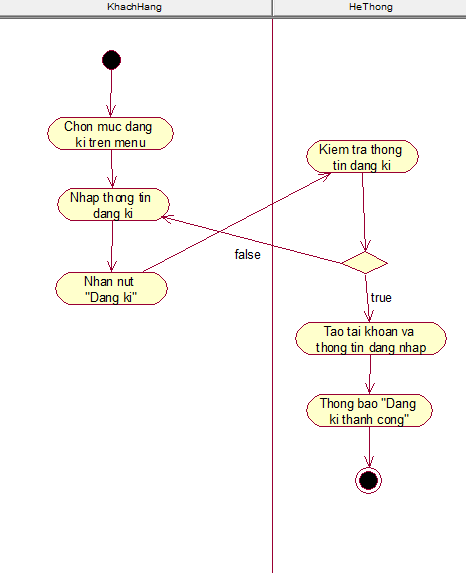 KhachHang
HeThong
Chon muc dang
ki tren menu
Nhap thong tin
dang ki
Nhan nut
"Dang ki"
Kiem tra thong
tin dang ki
false
true
Tao tai khoan va
thong tin dang nhap
Thong bao "Dang
ki thanh cong"